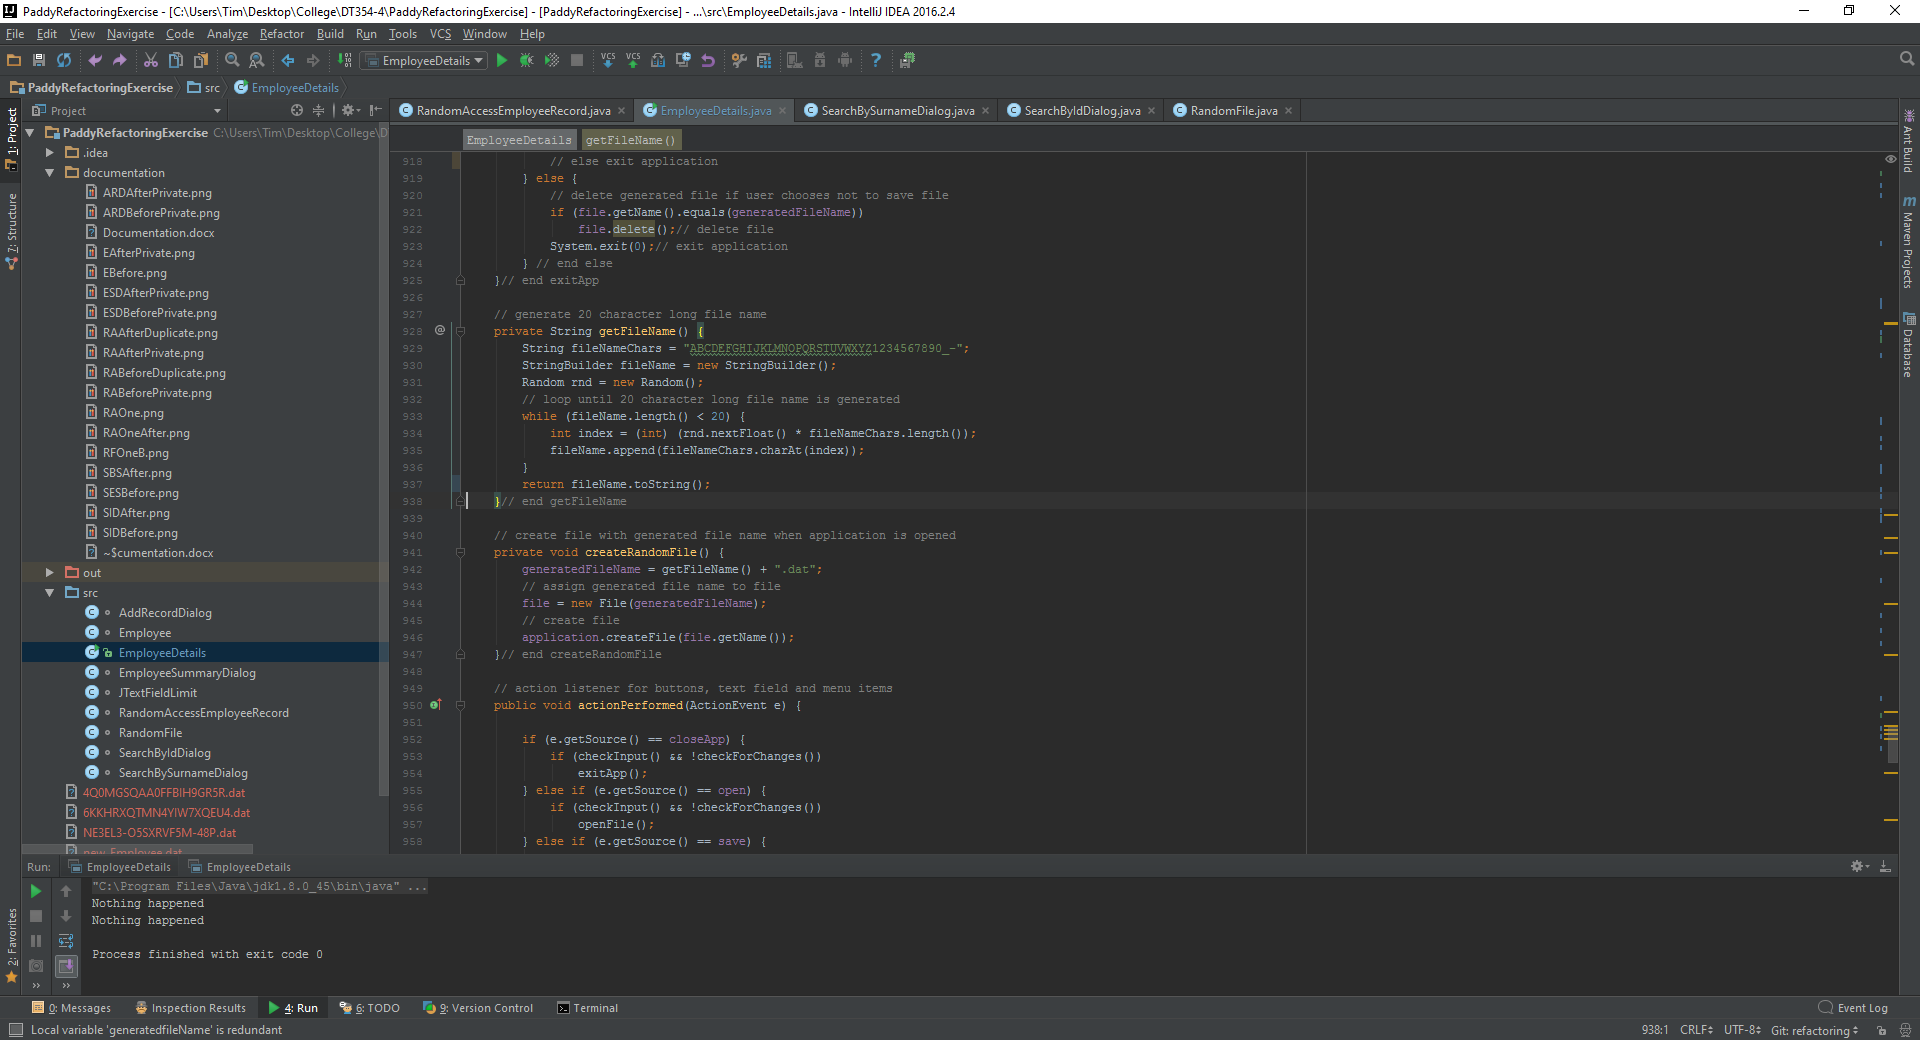 PaddyRefactoringExercise - [C:\Users\Tim\Desktop\College\DT354-4\PaddyRefactoringExercise] - [PaddyRefactoringExercise] - ...\src\EmployeeDetails.java - IntelliJ IDEA 2016.2.4
File Edit View Navigate Code Analyze Refactor Build Run Tools VCS Window Help
EmployeeDetails
PaddyRefactoringExercise src EmployeeDetails
Project
RandomAccessEmployeeRecord.java EmployeeDetails.java SearchBySurnameDialog.java SearchByIdDialog.java RandomFile.java
1: Project
7: Structure
2: Favorites
PaddyRefactoringExercise C:\Users\Tim\Desktop\College\D
.idea
documentation
ARDAfterPrivate.png
ARDBeforePrivate.png
Documentation.docx
EAfterPrivate.png
EBefore.png
ESDAfterPrivate.png
ESDBeforePrivate.png
RAAfterDuplicate.png
RAAfterPrivate.png
RABeforeDuplicate.png
RABeforePrivate.png
RAOne.png
RAOneAfter.png
RFOneB.png
SBSAfter.png
SESBefore.png
SIDAfter.png
SIDBefore.png
~$cumentation.docx
out
src
AddRecordDialog
Employee
EmployeeDetails
EmployeeSummaryDialog
JTextFieldLimit
RandomAccessEmployeeRecord
RandomFile
SearchByIdDialog
SearchBySurnameDialog
4Q0MGSQAA0FFBIH9GR5R.dat
6KKHRXQTMN4YIW7XQEU4.dat
NE3EL3-O5SXRVF5M-48P.dat
new_Employee.dat
EmployeeDetails getFileName()
918 // else exit application
919 } else {
920 // delete generated file if user chooses not to save file
921 if (file.getName().equals(generatedFileName))
922 file.delete();// delete file
923 System.exit(0);// exit application
924 } // end else
925 }// end exitApp
926
927 // generate 20 character long file name
928 @ private String getFileName() {
929 String fileNameChars = "ABCDEFGHIJKLMNOPQRSTUVWXYZ1234567890_-";
930 StringBuilder fileName = new StringBuilder();
931 Random rnd = new Random();
932 // loop until 20 character long file name is generated
933 while (fileName.length() < 20) {
934 int index = (int) (rnd.nextFloat() * fileNameChars.length());
935 fileName.append(fileNameChars.charAt(index));
936 }
937 return fileName.toString();
938 }// end getFileName
939
940 // create file with generated file name when application is opened
941 private void createRandomFile() {
942 generatedFileName = getFileName() + ".dat";
943 // assign generated file name to file
944 file = new File(generatedFileName);
945 // create file
946 application.createFile(file.getName());
947 }// end createRandomFile
948
949 // action listener for buttons, text field and menu items
950 public void actionPerformed(ActionEvent e) {
951
952 if (e.getSource() == closeApp) {
953 if (checkInput() && !checkForChanges())
954 exitApp();
955 } else if (e.getSource() == open) {
956 if (checkInput() && !checkForChanges())
957 openFile();
958 } else if (e.getSource() == save) {
Ant Build
m Maven Projects
Database
Run: EmployeeDetails EmployeeDetails
"C:\Program Files\Java\jdk1.8.0_45\bin\java" ...
Nothing happened
Nothing happened
Process finished with exit code 0
0: Messages Inspection Results 4: Run 6: TODO 9: Version Control Terminal Event Log
Local variable 'generatedfileName' is redundant 938:1 CRLF UTF-8 Git: refactoring